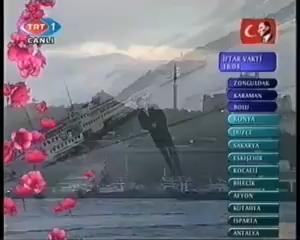 TRT 1
CANLI
İFTAR VAKTİ
18:03
ZONGULDAK
KARAMAN
BOLU
KONYA
DÜZCE
SAKARYA
ESKİŞEHİR
KOCAELİ
BİLECİK
AFYON
KÜTAHYA
ISPARTA
ANTALYA